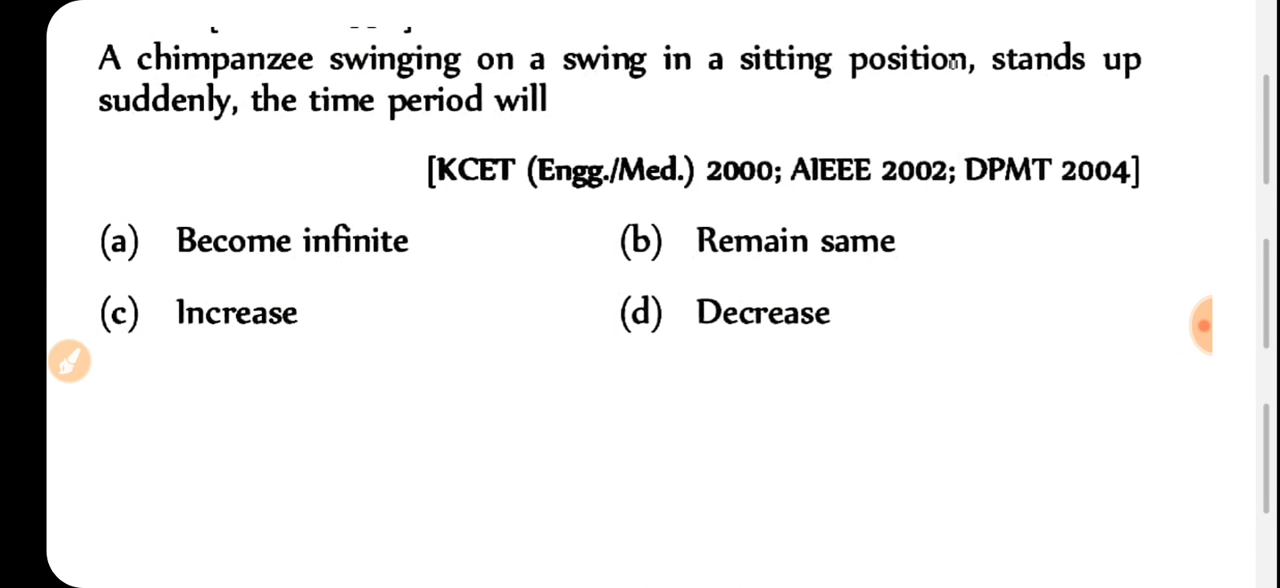 A chimpanzee swinging on a swing in a sitting position, stands up
suddenly, the time period will
[KCET (Engg./Med.) 2000; AIEEE 2002; DPMT 2004]
(a) Become infinite (b) Remain same
(c) Increase (d) Decrease